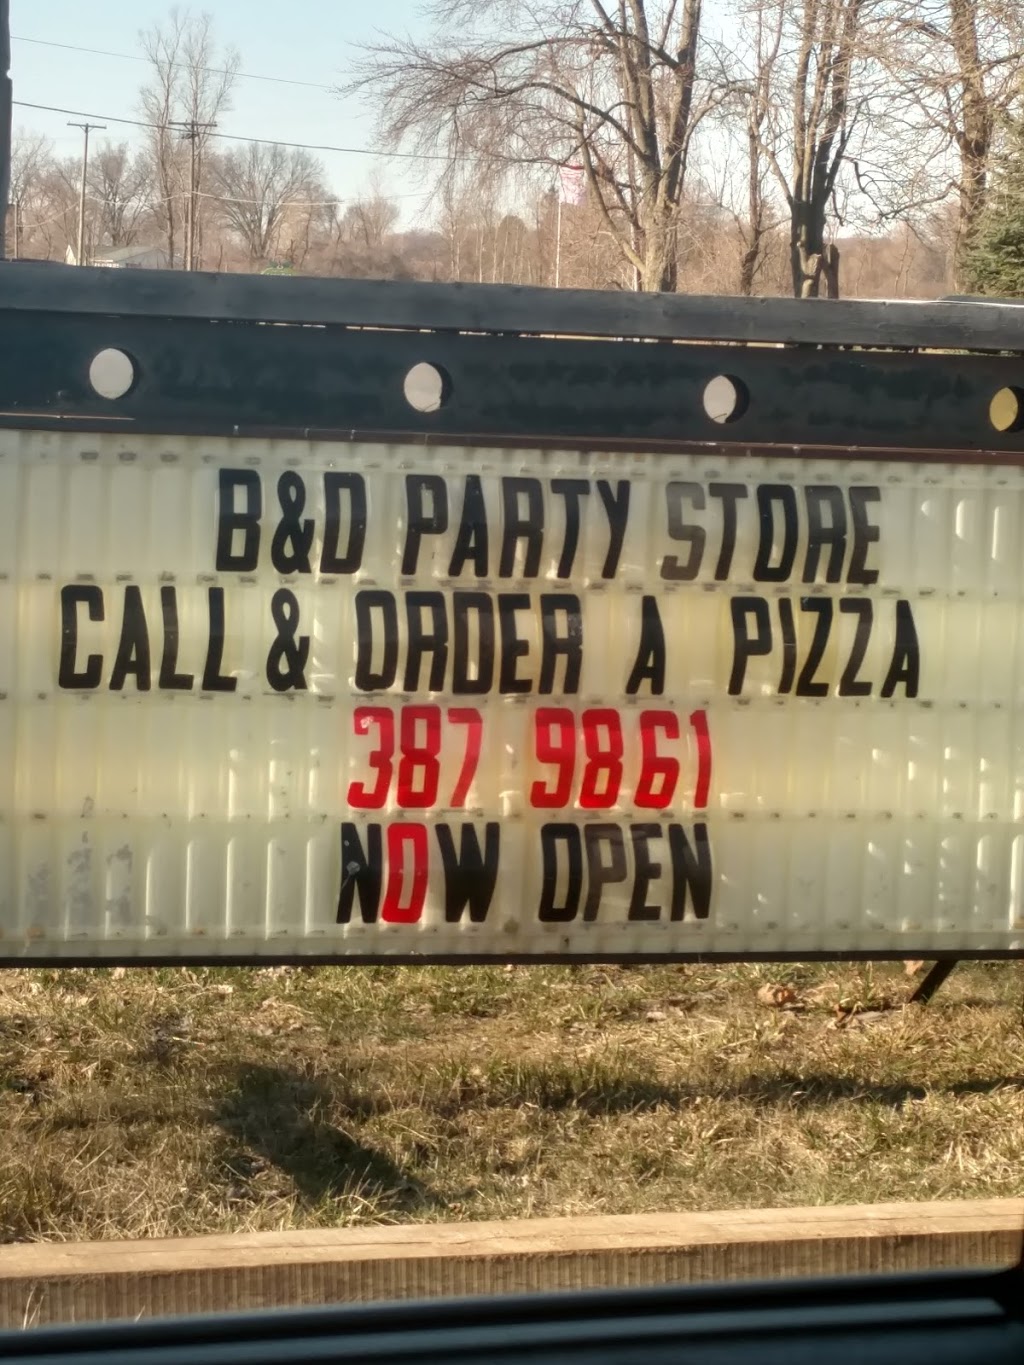 B&D PARTY STORE
CALL & ORDER A PIZZA
387 9861
NOW OPEN